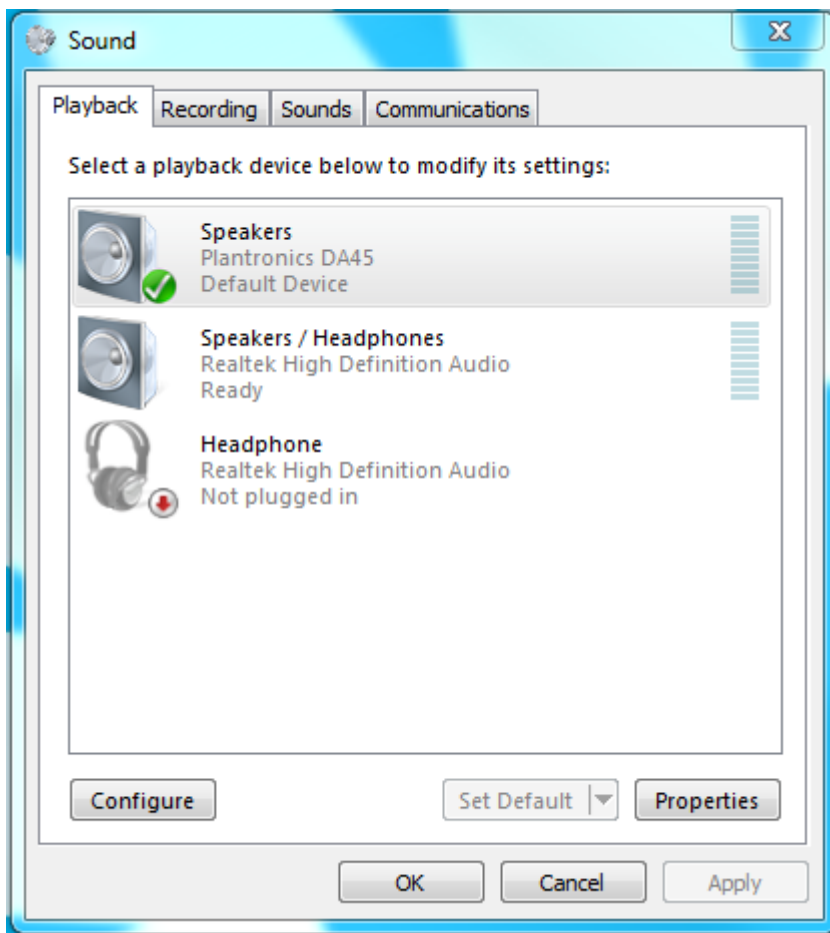 Sound
Playback Recording Sounds Communications
Select a playback device below to modify its settings:
Speakers
Plantronics DA45
Default Device
Speakers / Headphones
Realtek High Definition Audio
Ready
Headphone
Realtek High Definition Audio
Not plugged in
Configure Set Default Properties
OK Cancel Apply